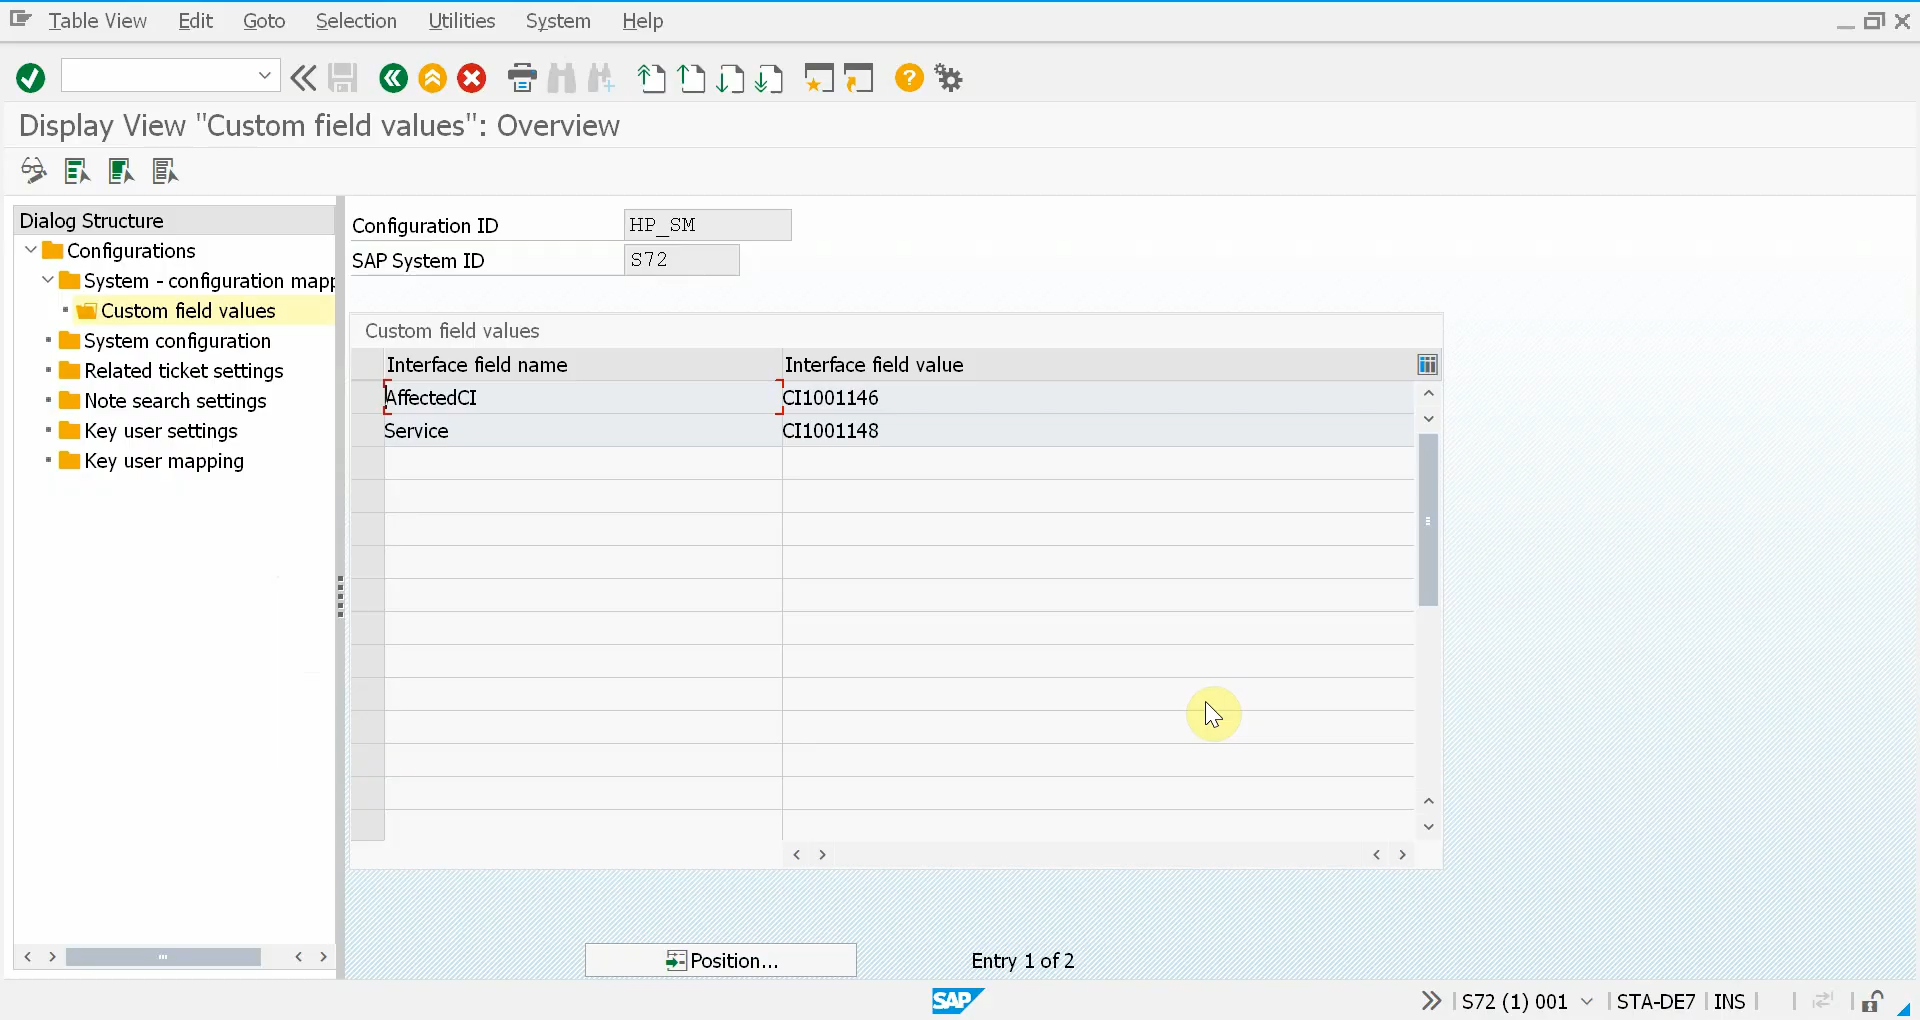 Table View Edit Goto Selection Utilities System Help
Display View "Custom field values": Overview
Dialog Structure
Configurations
System - configuration mapp
Custom field values
System configuration
Related ticket settings
Note search settings
Key user settings
Key user mapping
Configuration ID HP_SM
SAP System ID S72
Custom field values
Interface field name Interface field value
AffectedCI CI1001146
Service CI1001148
Position... Entry 1 of 2
SAP S72 (1) 001 STA-DE7 INS